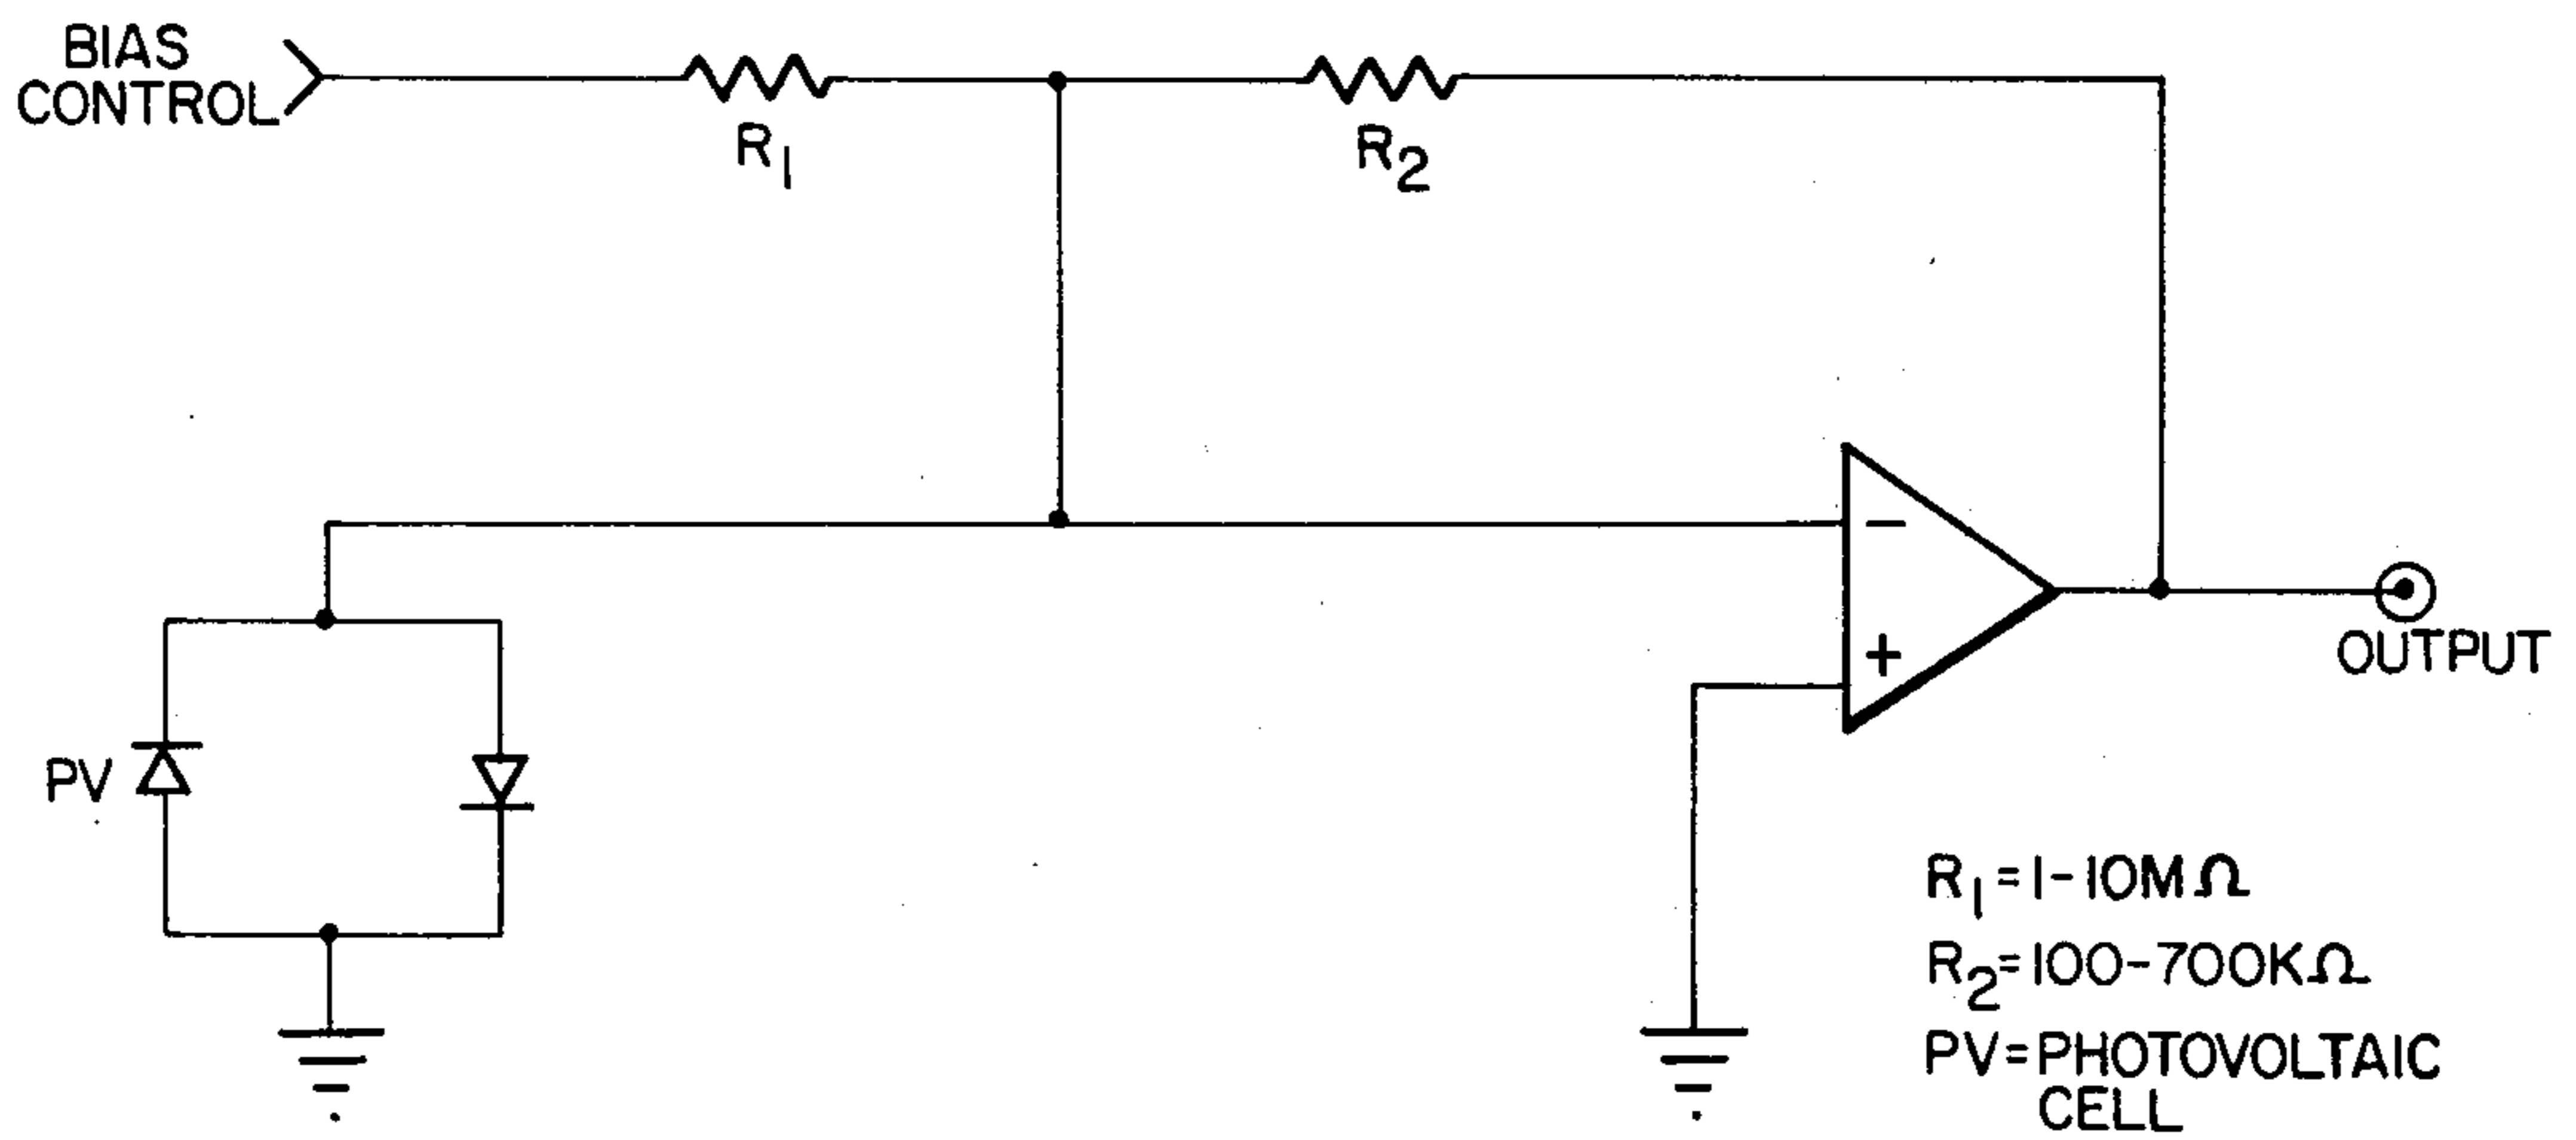 BIAS
CONTROL
R1
R2
−
+
OUTPUT
PV
R1=1-10MΩ
R2=100-700KΩ
PV=PHOTOVOLTAIC
CELL